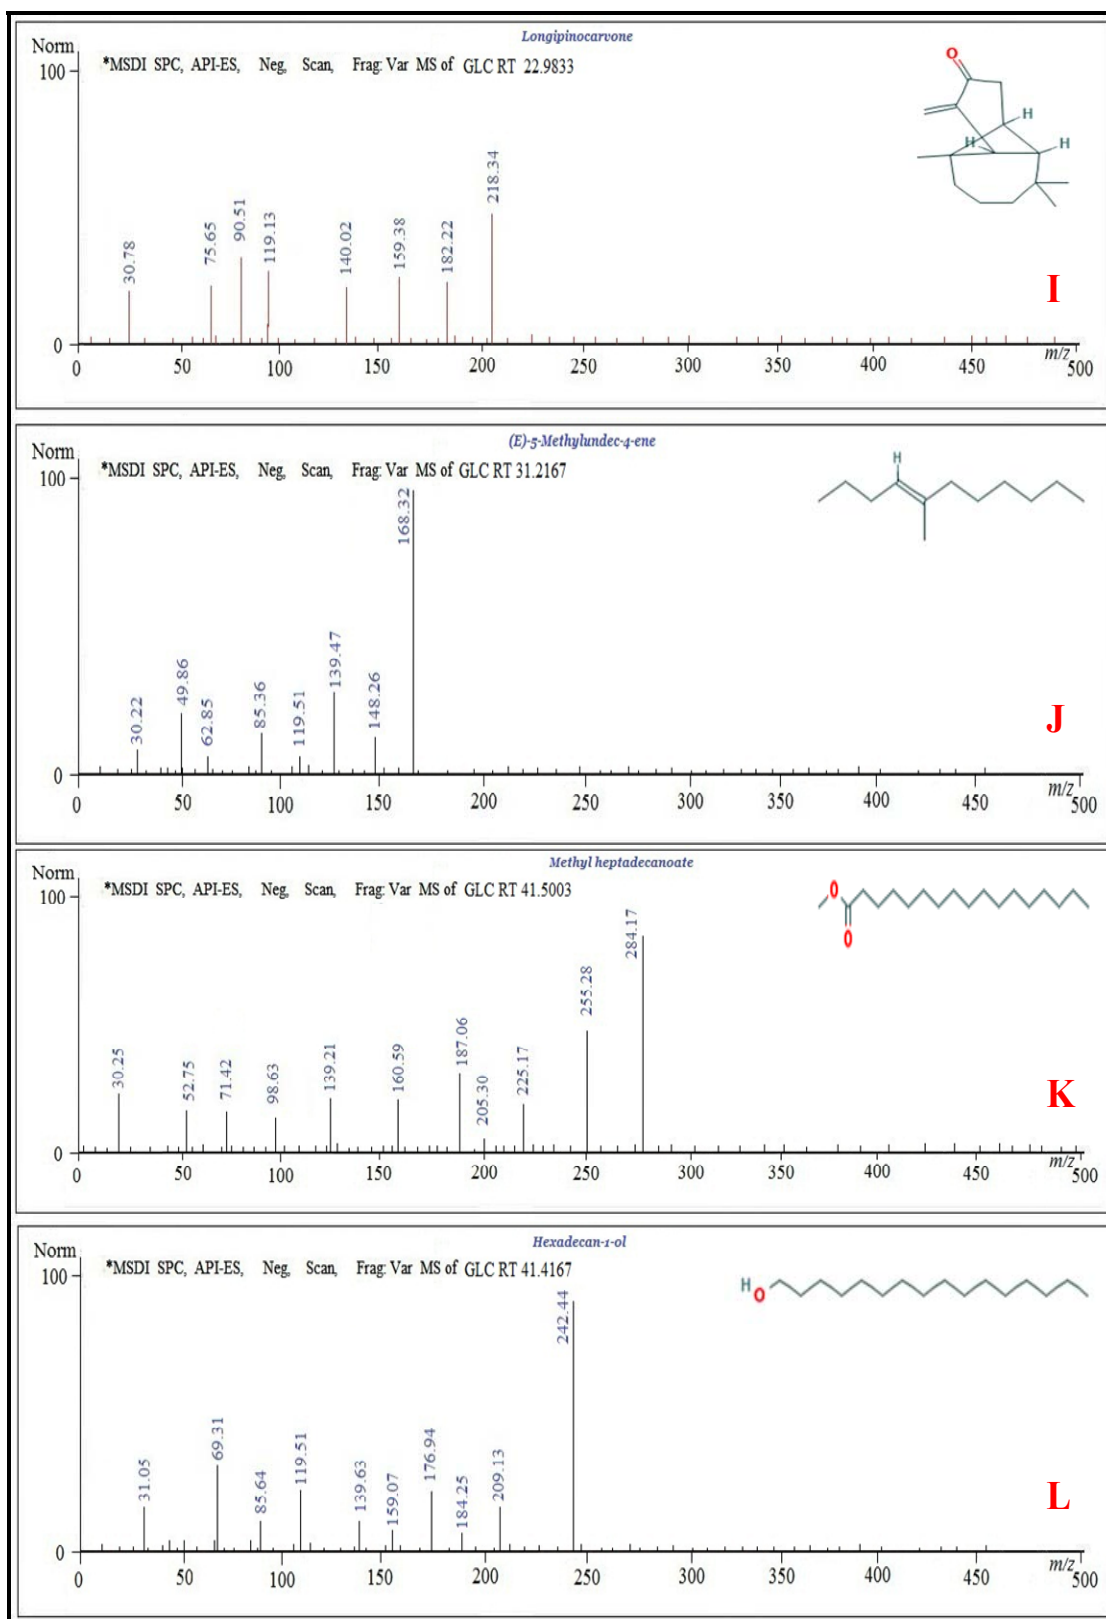 Longipinocarvone
Norm
*MSDI SPC, API-ES, Neg, Scan, Frag: Var MS of GLC RT 22.9833
100
O
H
H
H
218.34
90.51
119.13
75.65
159.38
182.22
140.02
30.78
I
0
m/z
0 50 100 150 200 250 300 350 400 450 500
(E)-5-Methylundec-4-ene
Norm
*MSDI SPC, API-ES, Neg, Scan, Frag: Var MS of GLC RT 31.2167
100
H
168.32
139.47
49.86
85.36
148.26
30.22
62.85
119.51
J
0
m/z
0 50 100 150 200 250 300 350 400 450 500
Methyl heptadecanoate
Norm
*MSDI SPC, API-ES, Neg, Scan, Frag: Var MS of GLC RT 41.5003
100
O
O
284.17
255.28
187.06
30.25
139.21
160.59
225.17
52.75
71.42
98.63
205.30
K
0
m/z
0 50 100 150 200 250 300 350 400 450 500
Hexadecan-1-ol
Norm
*MSDI SPC, API-ES, Neg, Scan, Frag: Var MS of GLC RT 41.4167
100
H
O
242.44
69.31
119.51
176.94
31.05
209.13
85.64
139.63
159.07
184.25
L
0
m/z
0 50 100 150 200 250 300 350 400 450 500